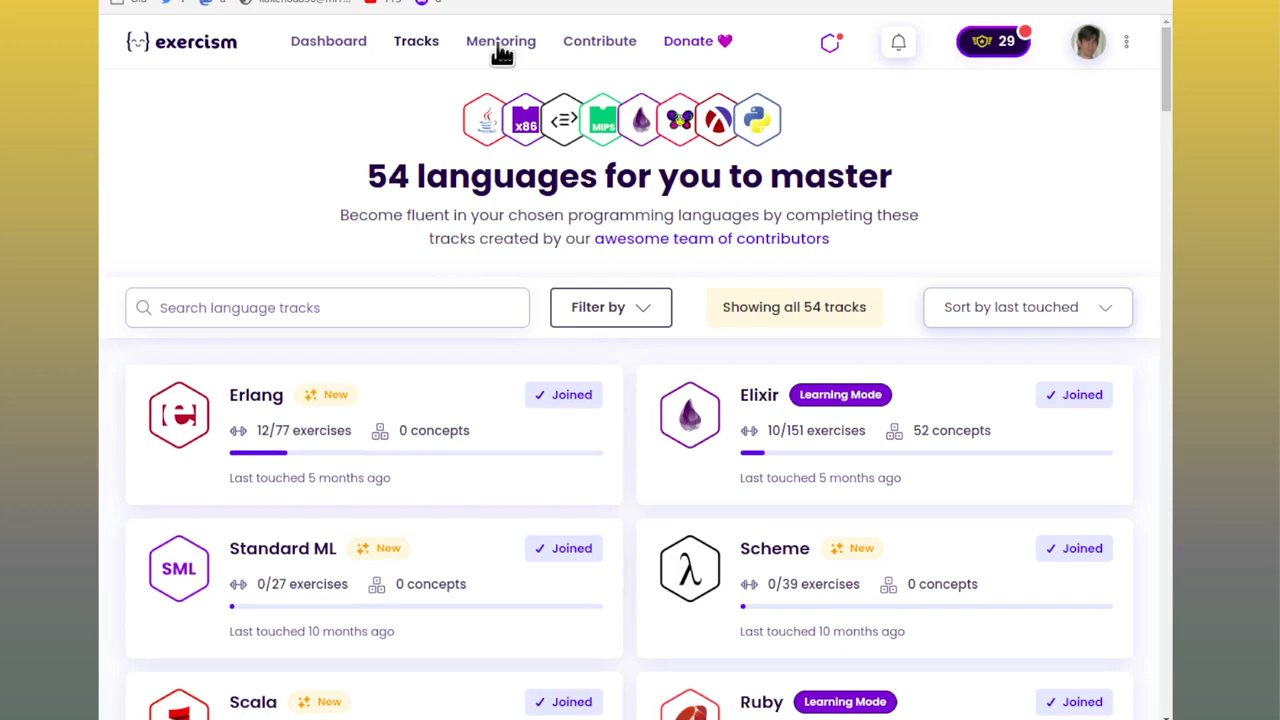 exercism
Dashboard
Tracks
Mentoring
Contribute
Donate
29
x86
MIPS
54 languages for you to master
Become fluent in your chosen programming languages by completing these
tracks created by our awesome team of contributors
Search language tracks
Filter by
Showing all 54 tracks
Sort by last touched
Erlang
New
Joined
12/77 exercises
0 concepts
Last touched 5 months ago
Elixir
Learning Mode
Joined
10/151 exercises
52 concepts
Last touched 5 months ago
SML
Standard ML
New
Joined
0/27 exercises
0 concepts
Last touched 10 months ago
λ
Scheme
New
Joined
0/39 exercises
0 concepts
Last touched 10 months ago
Scala
New
Joined
Ruby
Learning Mode
Joined